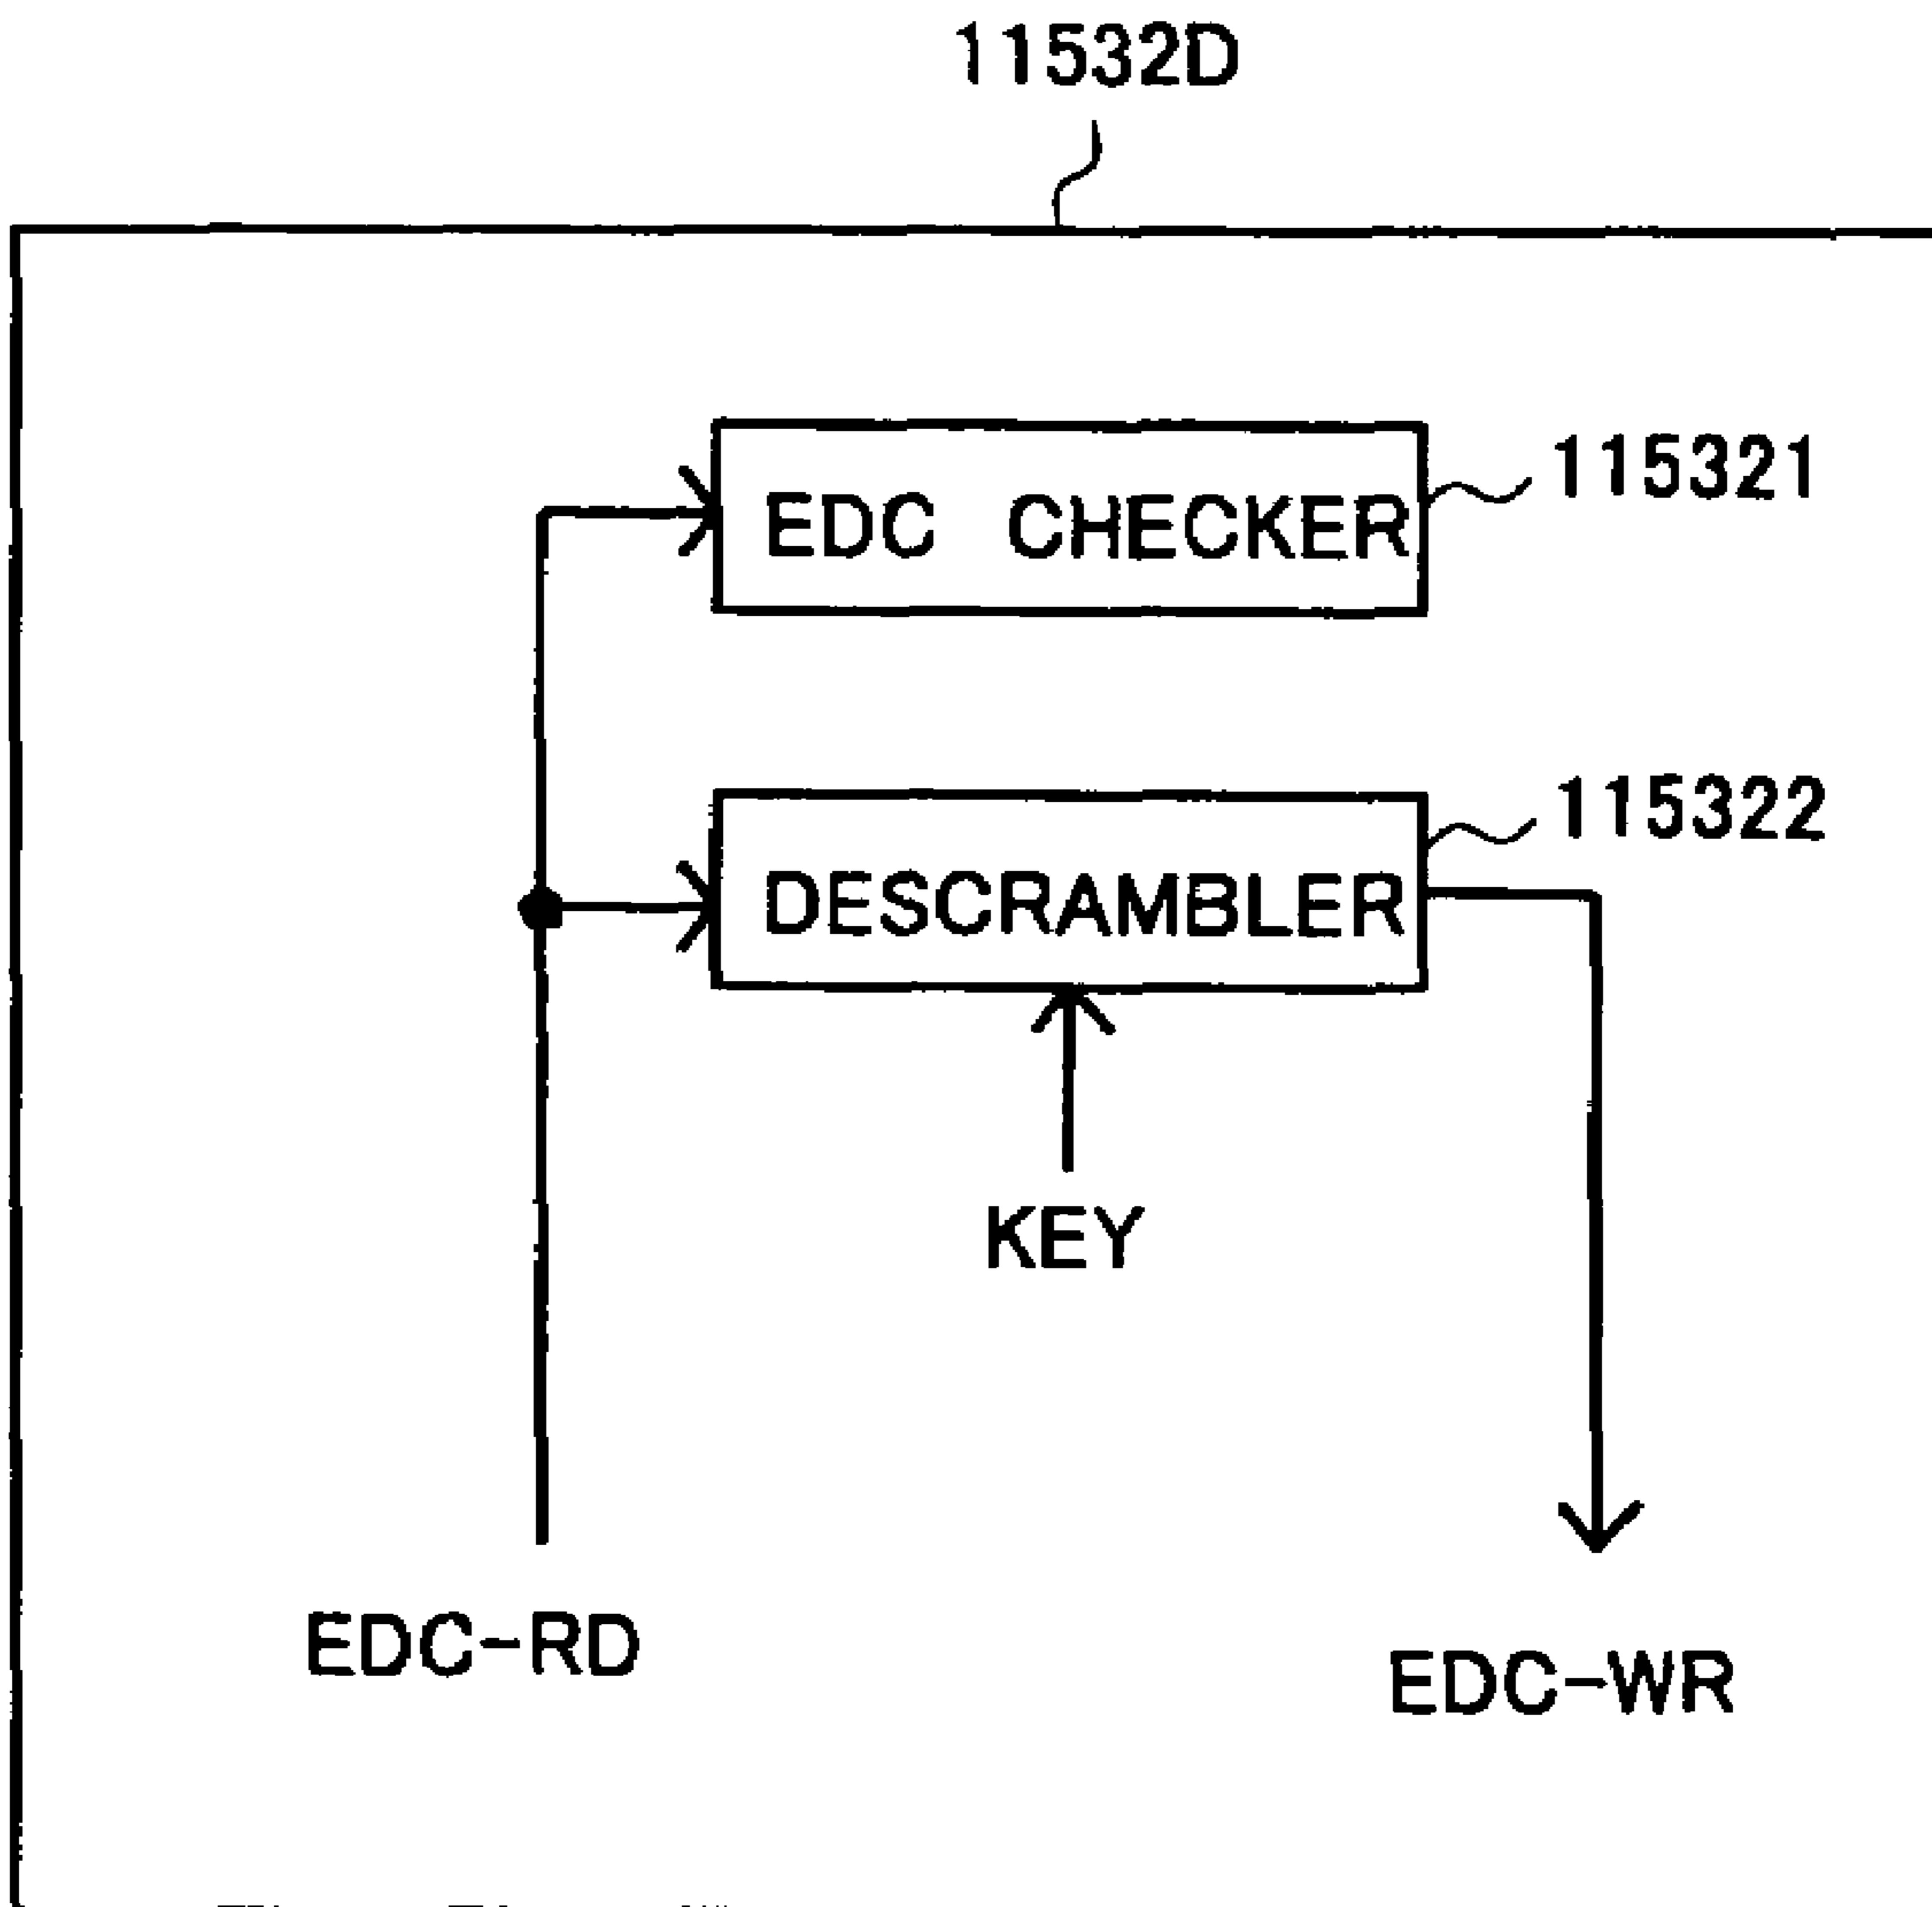 11532D
EDC CHECKER
115321
DESCRAMBLER
115322
KEY
EDC-RD
EDC-WR